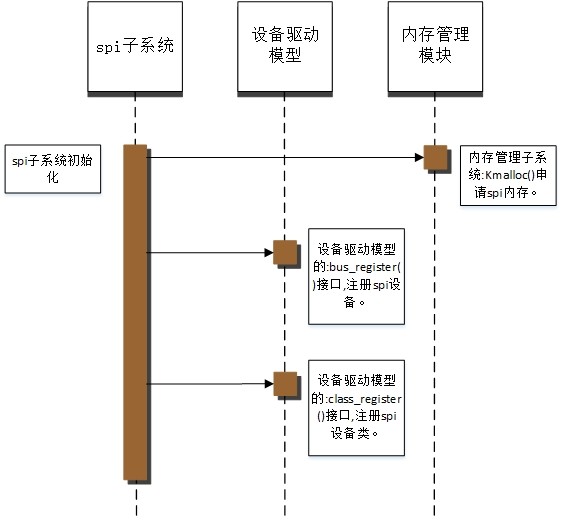 spi子系统
设备驱动
模型
内存管理
模块
spi子系统初始
化
内存管理子系
统:Kmalloc()申
请spi内存。
设备驱动模型
的:bus_register(
)接口,注册spi设
备。
设备驱动模型
的:class_register
()接口,注册spi
设备类。